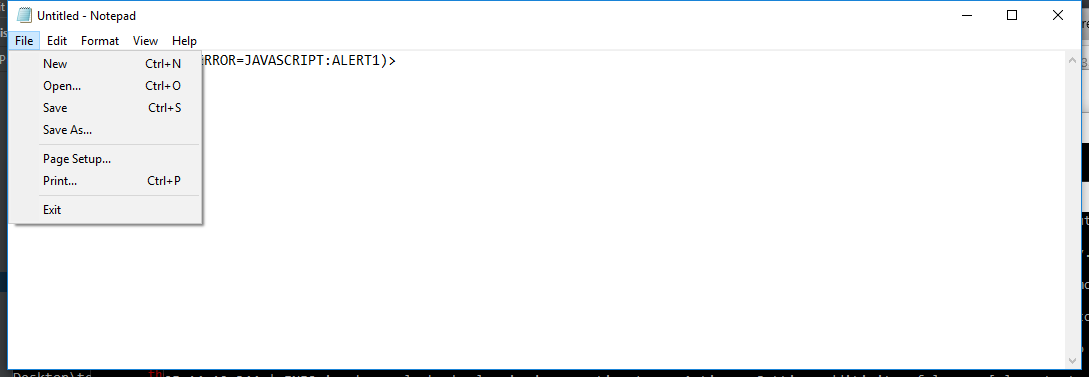 Untitled - Notepad
File Edit Format View Help
RROR=JAVASCRIPT:ALERT1)>
New Ctrl+N
Open... Ctrl+O
Save Ctrl+S
Save As...
Page Setup...
Print... Ctrl+P
Exit